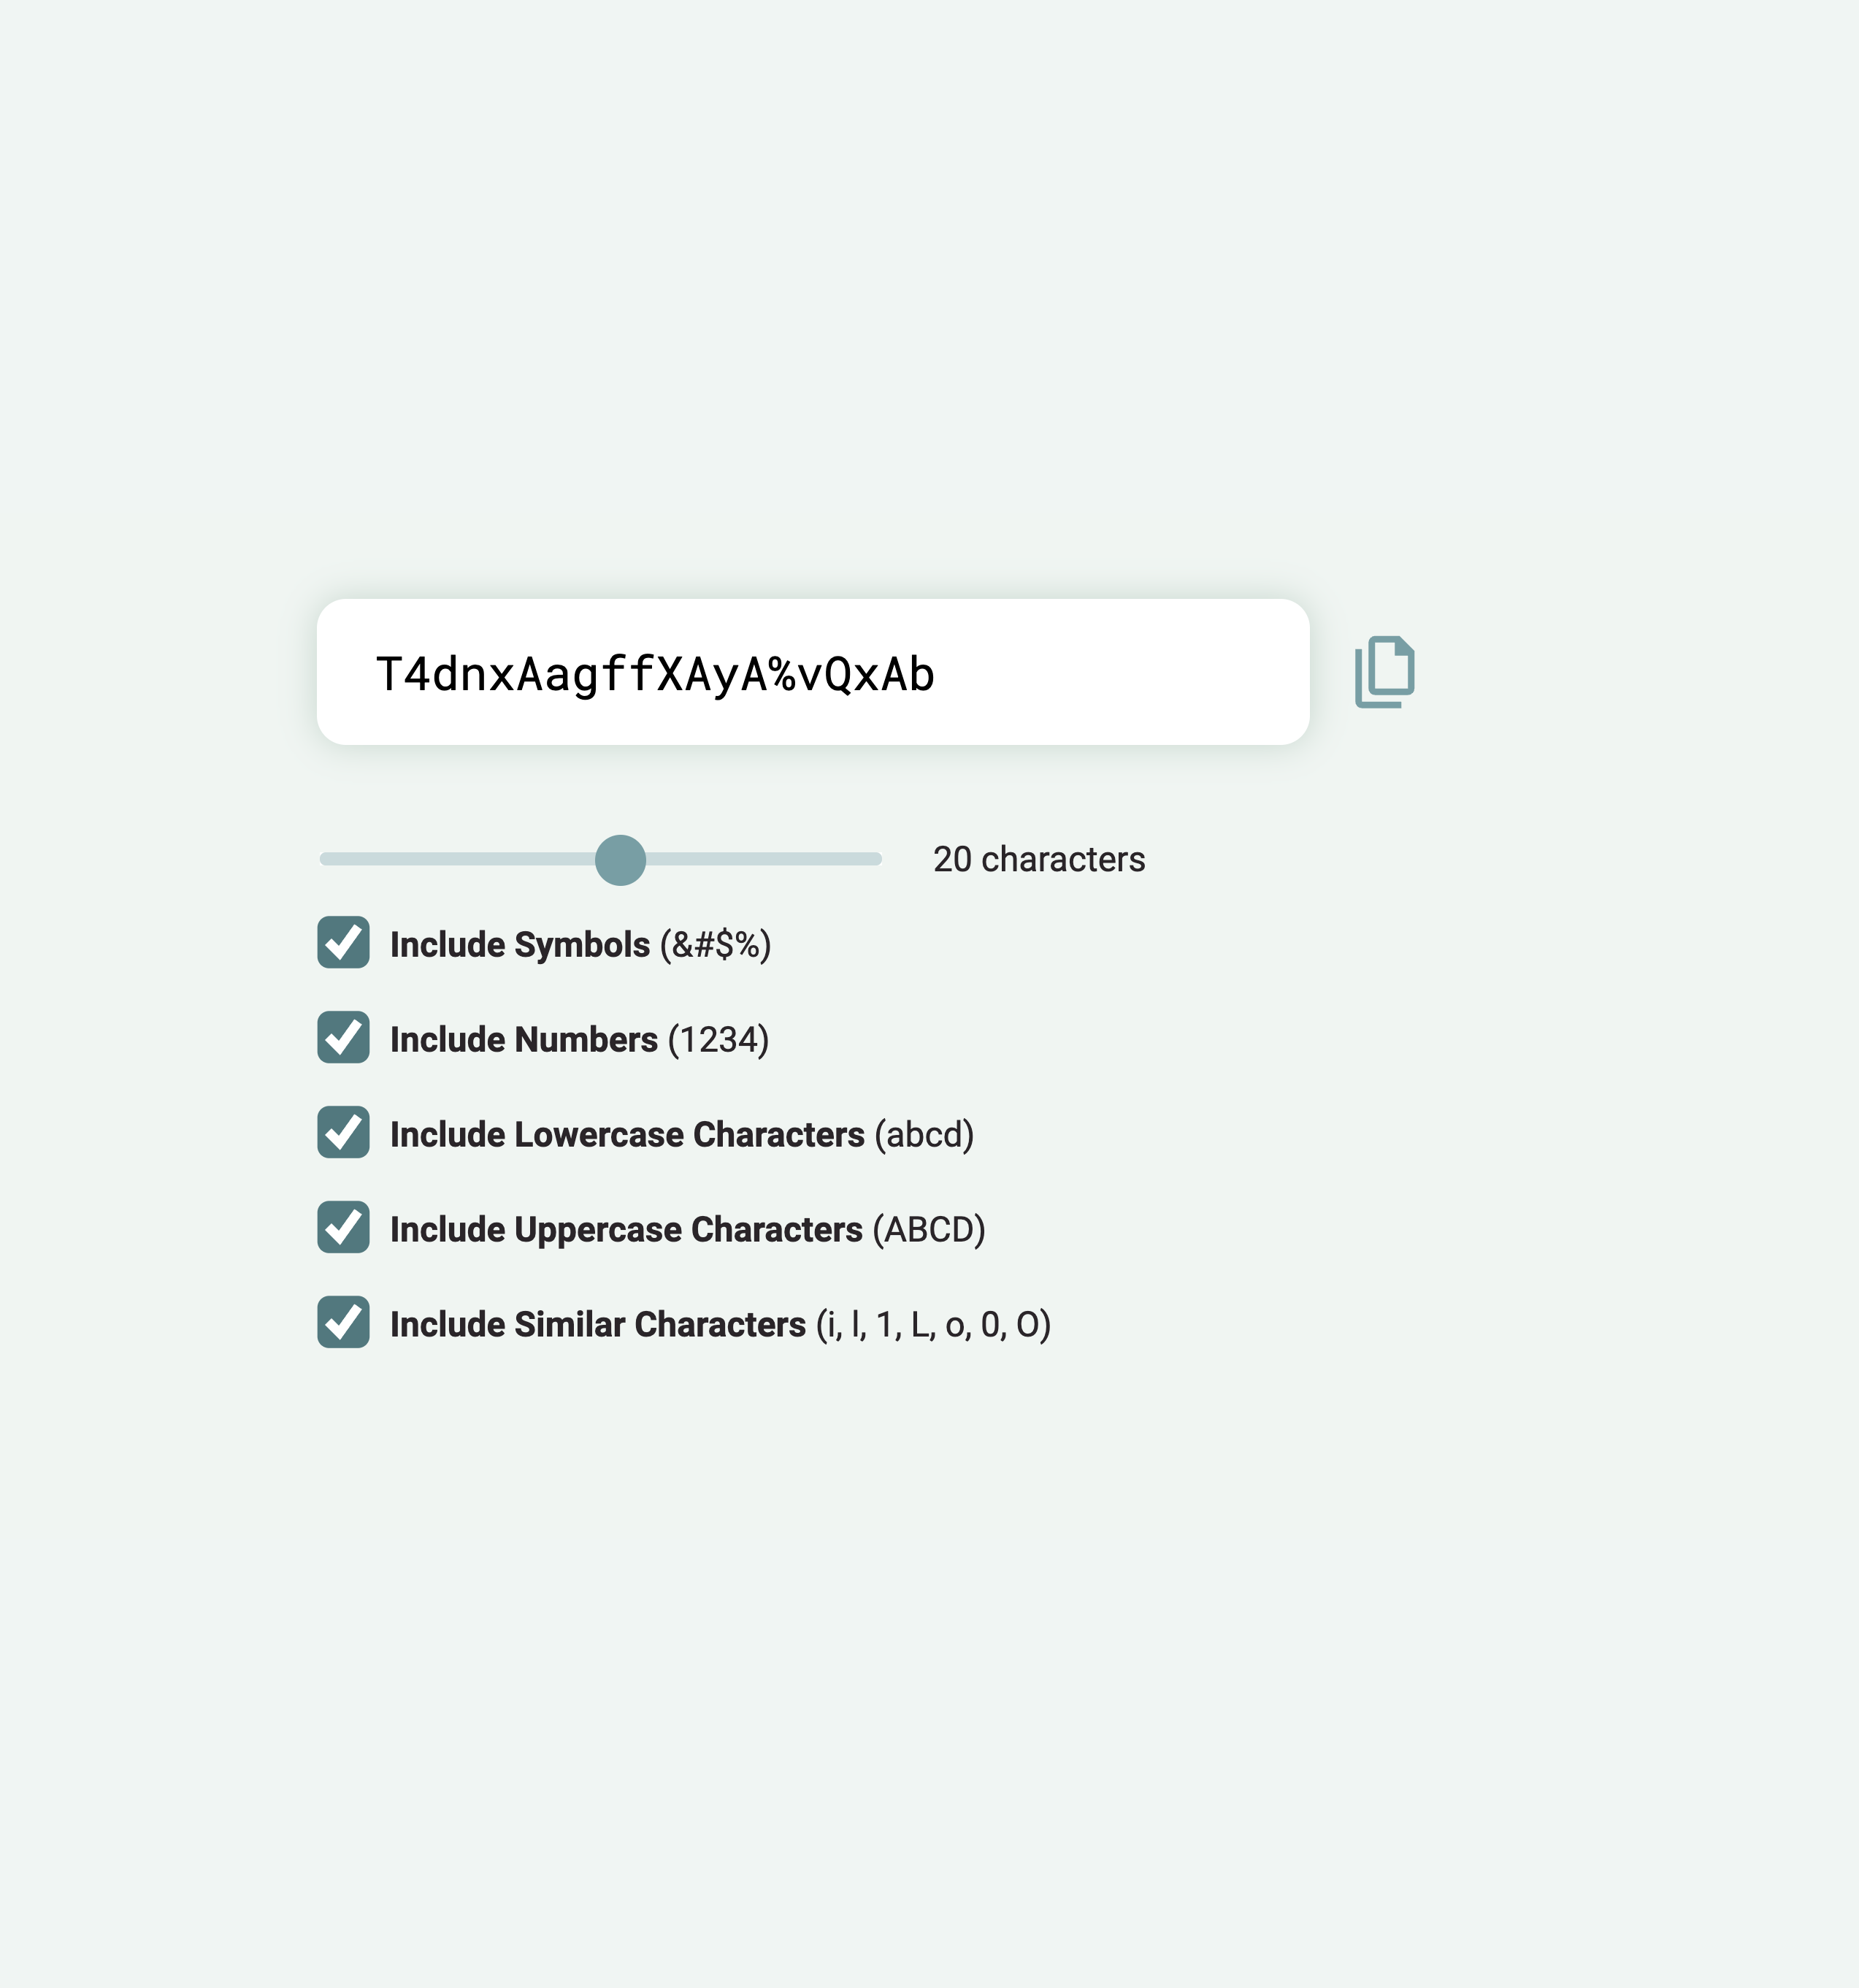 T4dnxAagffXAyA%vQxAb
20 characters
Include Symbols (&#$%)
Include Numbers (1234)
Include Lowercase Characters (abcd)
Include Uppercase Characters (ABCD)
Include Similar Characters (i, l, 1, L, o, 0, O)